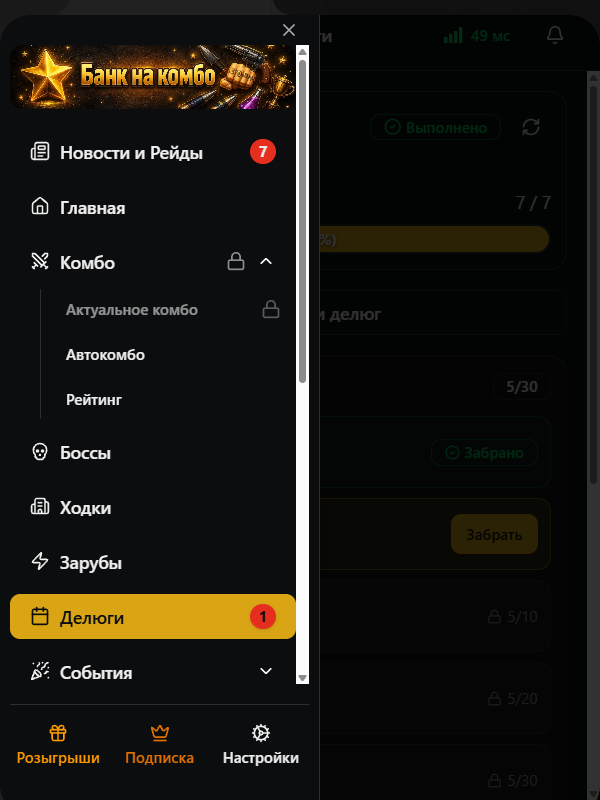 ти
49 мс
Банк на комбо
Новости и Рейды
7
Выполнено
Главная
7 / 7
%)
Комбо
Актуальное комбо
и делюг
Автокомбо
5/30
Рейтинг
Боссы
Забрано
Ходки
Забрать
Зарубы
Делюги
1
5/10
События
5/20
Розыгрыши
Подписка
Настройки
5/30